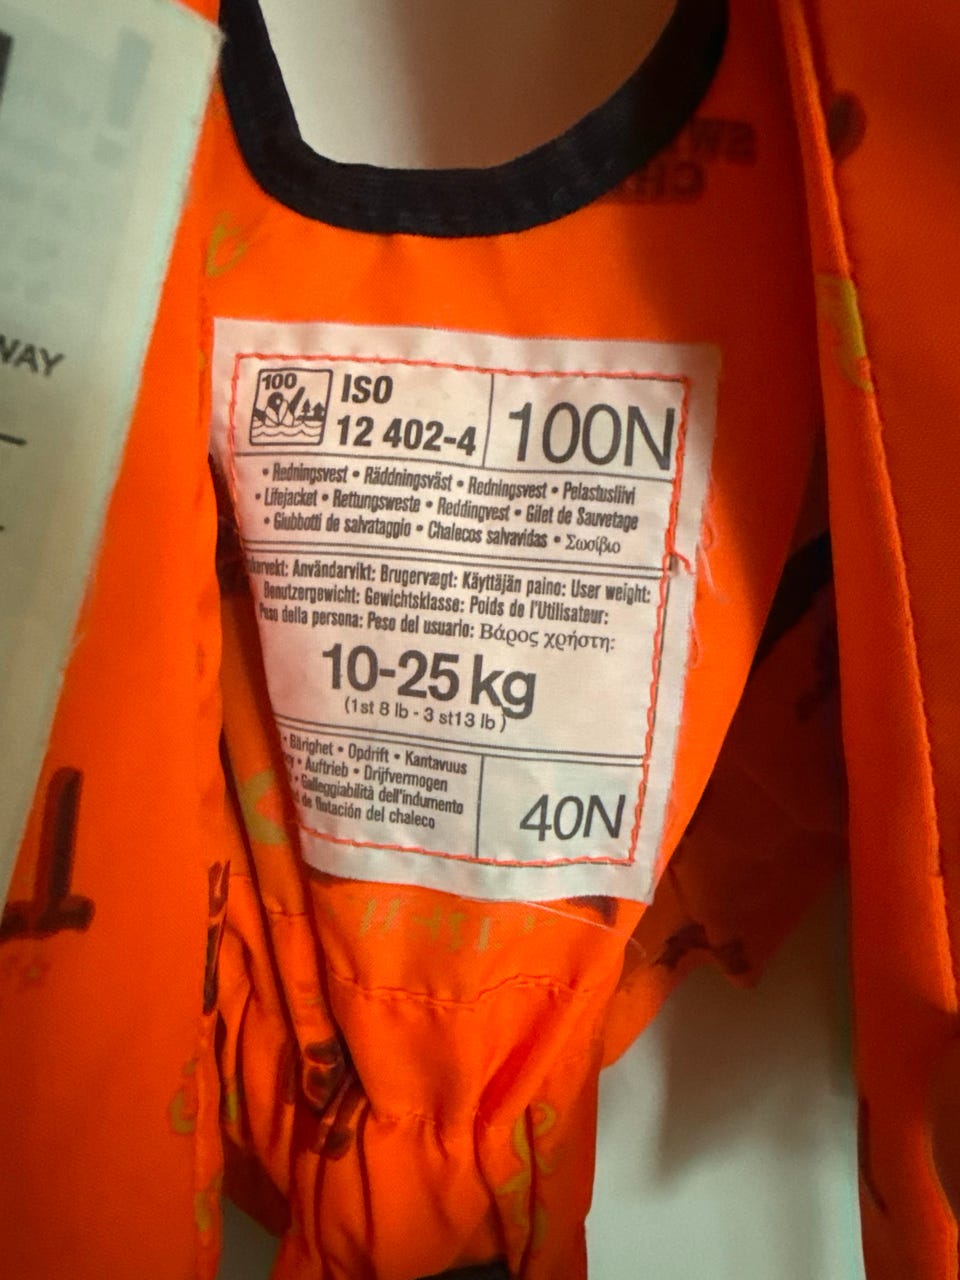 WAY
100
ISO
12 402-4
100N
• Redningsvest • Räddningsväst • Redningsvest • Pelastusliivi
• Lifejacket • Rettungsweste • Reddingvest • Gilet de Sauvetage
• Giubbotti de salvataggio • Chalecos salvavidas • Σωσίβιο
Användarvikt: Brugervægt: Käyttäjän paino: User weight:
Benutzergewicht: Gewichtsklasse: Poids de l'Utilisateur:
Peso della persona: Peso del usuario: Βάρος χρήστη:
10-25 kg
(1st 8 lb - 3 st13 lb)
• Bärighet • Opdrift • Kantavuus
• Auftrieb • Drijfvermogen
• Galleggiabilità dell'indumento
de flotación del chaleco
40N